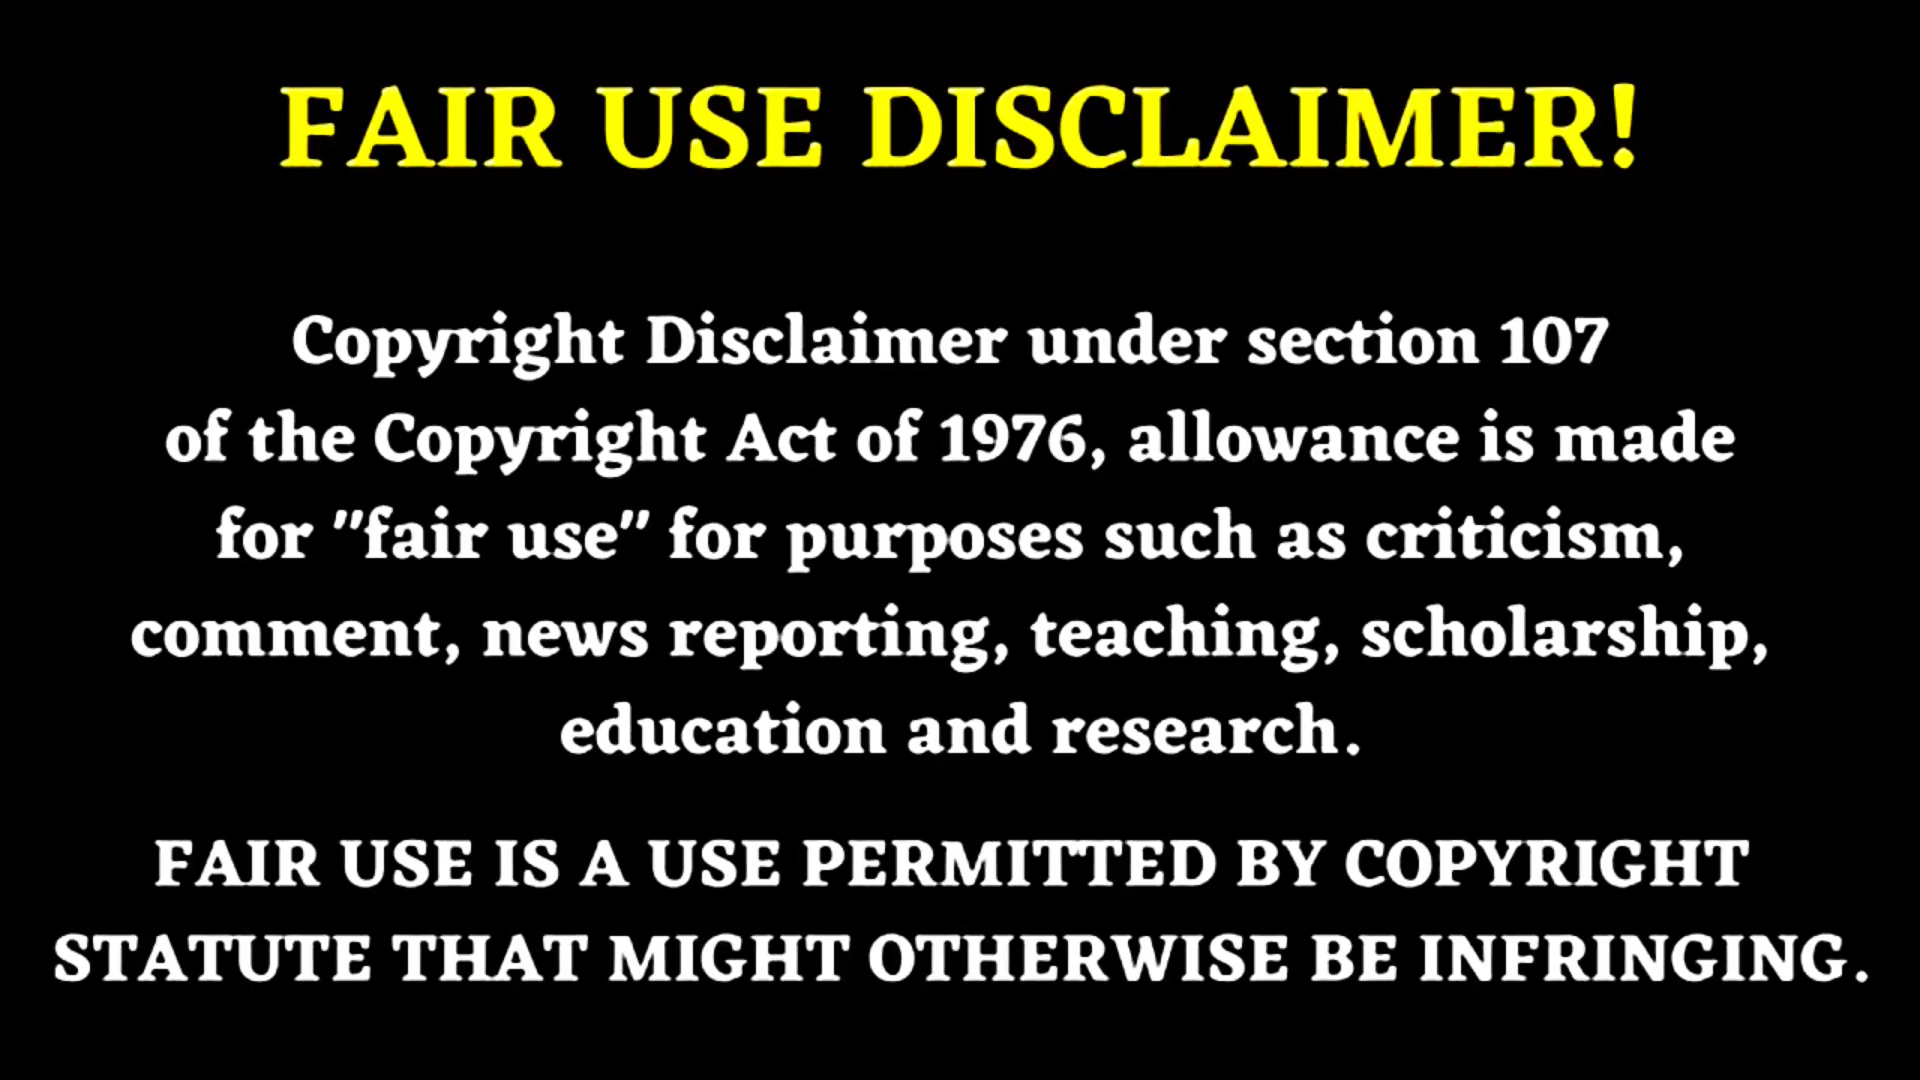 FAIR USE DISCLAIMER!
Copyright Disclaimer under section 107
of the Copyright Act of 1976, allowance is made
for "fair use" for purposes such as criticism,
comment, news reporting, teaching, scholarship,
education and research.
FAIR USE IS A USE PERMITTED BY COPYRIGHT
STATUTE THAT MIGHT OTHERWISE BE INFRINGING.